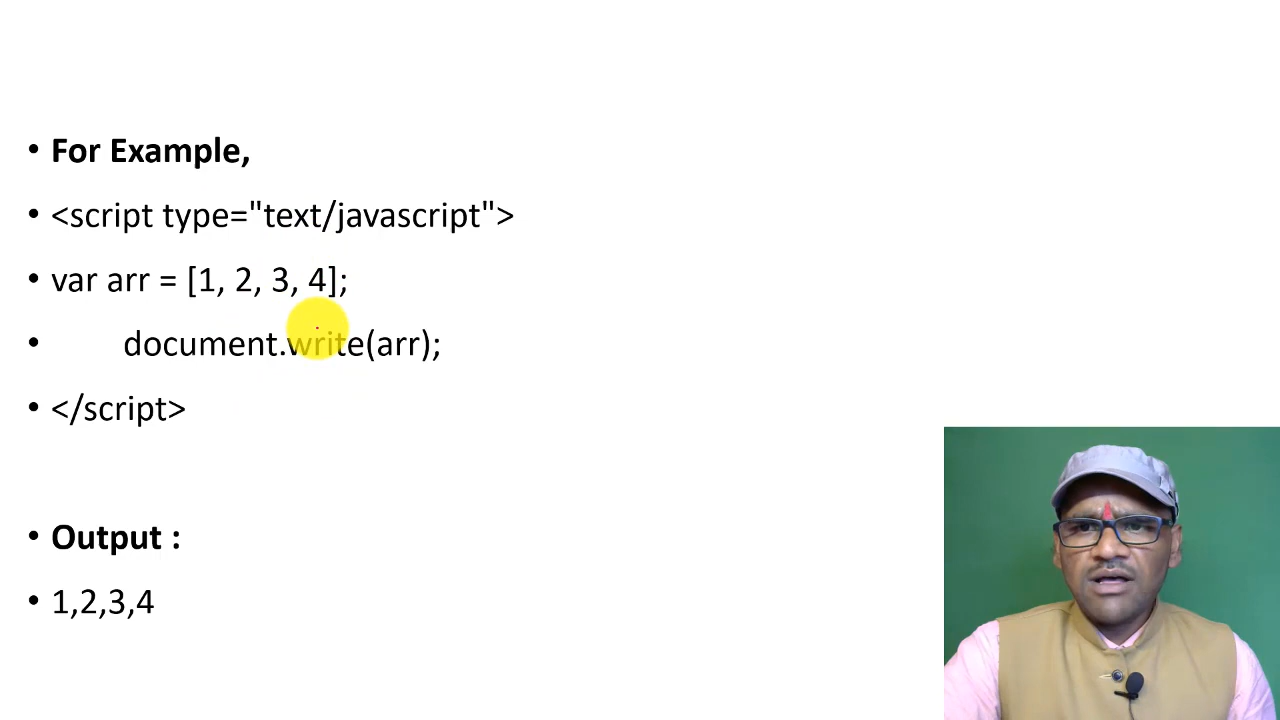 • For Example,
• <script type="text/javascript">
• var arr = [1, 2, 3, 4];
• document.write(arr);
• </script>
• Output :
• 1,2,3,4